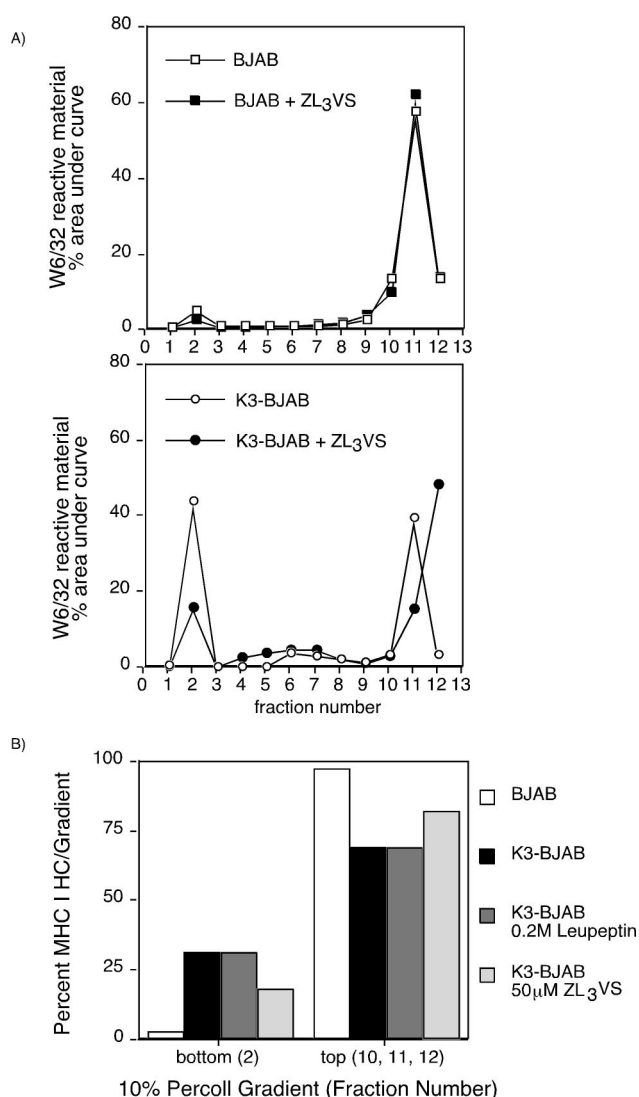 A)
80
60
40
20
0
W6/32 reactive material
% area under curve
BJAB
BJAB + ZL3VS
0 1 2 3 4 5 6 7 8 9 10 11 12 13
80
60
40
20
0
W6/32 reactive material
% area under curve
K3-BJAB
K3-BJAB + ZL3VS
0 1 2 3 4 5 6 7 8 9 10 11 12 13
fraction number
B)
100
75
50
25
0
Percent MHC I HC/Gradient
bottom (2) top (10, 11, 12)
10% Percoll Gradient (Fraction Number)
BJAB
K3-BJAB
K3-BJAB
0.2M Leupeptin
K3-BJAB
50μM ZL3VS